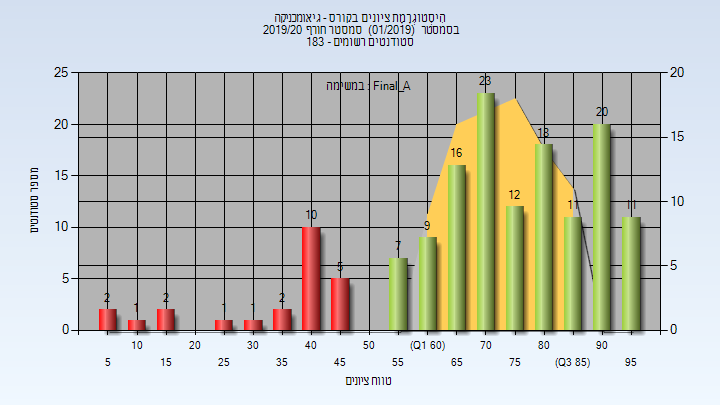 היסטוגרמת ציונים בקורס - גיאומכניקה
בסמסטר (01/2019) סמסטר חורף 2019/20
סטודנטים רשומים - 183
במשימה : Final_A
מספר סטודנטים
25 20 15 10 5 0
20 15 10 5 0
2 1 2 1 1 2 10 5 7 9 16 23 12 18 11 20 11
10 20 30 40 50 (Q1 60) 70 80 90
5 15 25 35 45 55 65 75 (Q3 85) 95
טווח ציונים